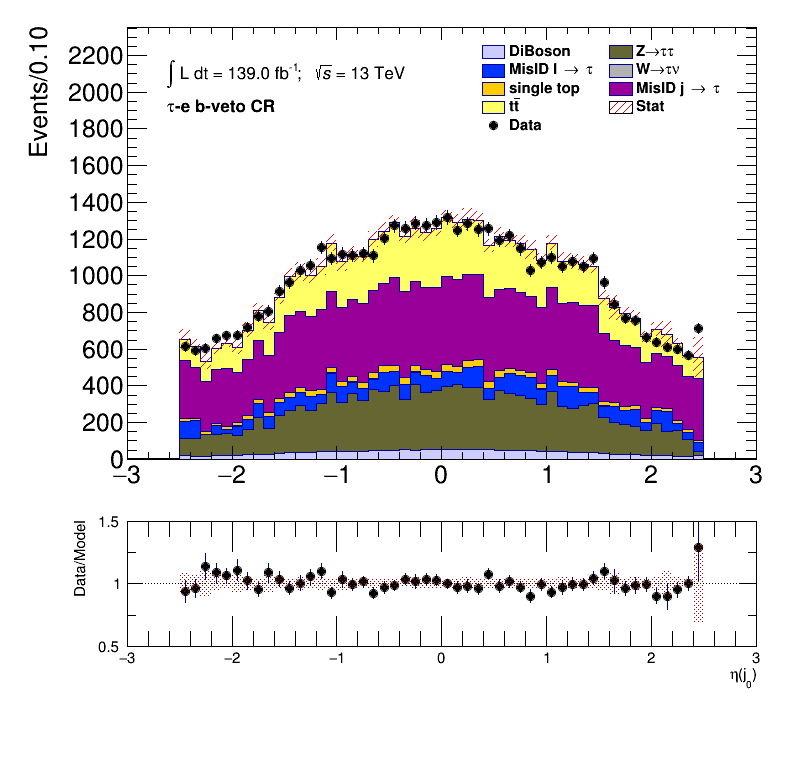 Events/0.10
2200
2000
1800
1600
1400
1200
1000
800
600
400
200
0
−3 −2 −1 0 1 2 3
∫ L dt = 139.0 fb⁻¹; √s = 13 TeV
τ-e b-veto CR
DiBoson
MisID l → τ
single top
tt̄
Data
Z→ττ
W→τν
MisID j → τ
Stat
Data/Model
1.5
1
0.5
−3 −2 −1 0 1 2 3
η(j₀)